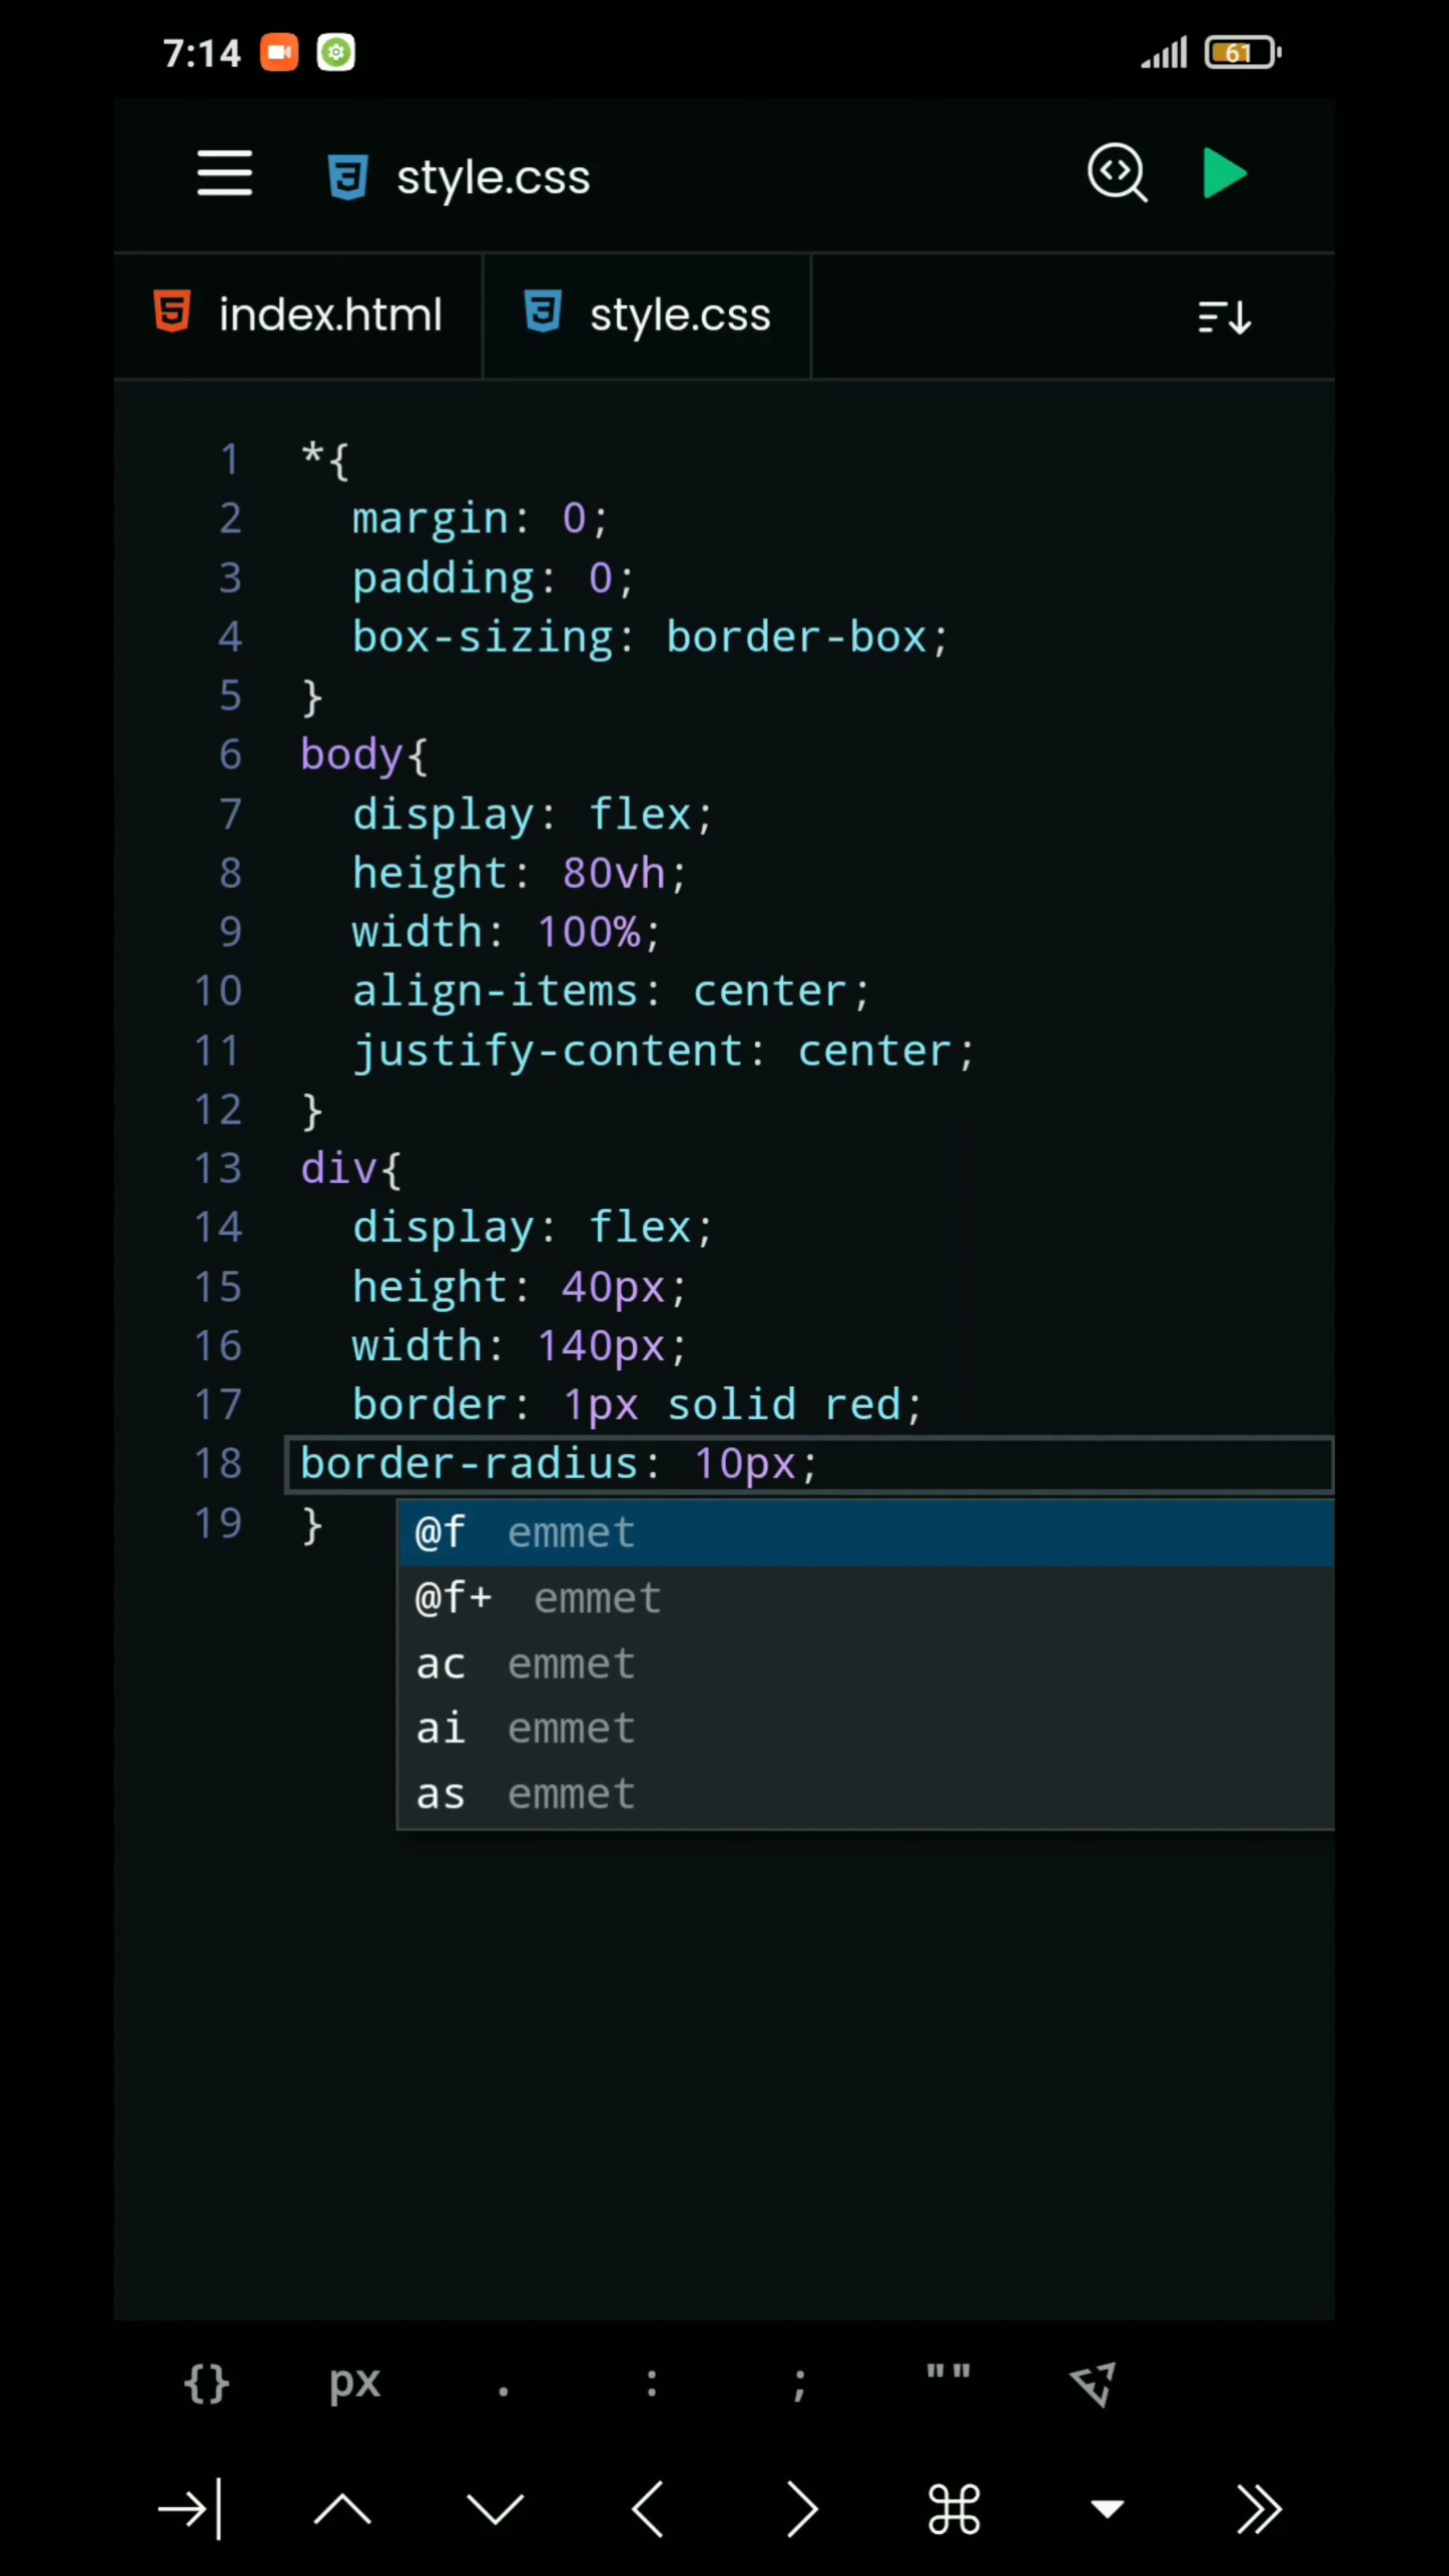 7:14 61
style.css
index.html style.css
1 *{
2 margin: 0;
3 padding: 0;
4 box-sizing: border-box;
5 }
6 body{
7 display: flex;
8 height: 80vh;
9 width: 100%;
10 align-items: center;
11 justify-content: center;
12 }
13 div{
14 display: flex;
15 height: 40px;
16 width: 140px;
17 border: 1px solid red;
18 border-radius: 10px;
19 }
@f emmet
@f+ emmet
ac emmet
ai emmet
as emmet
{} px . : ; ""